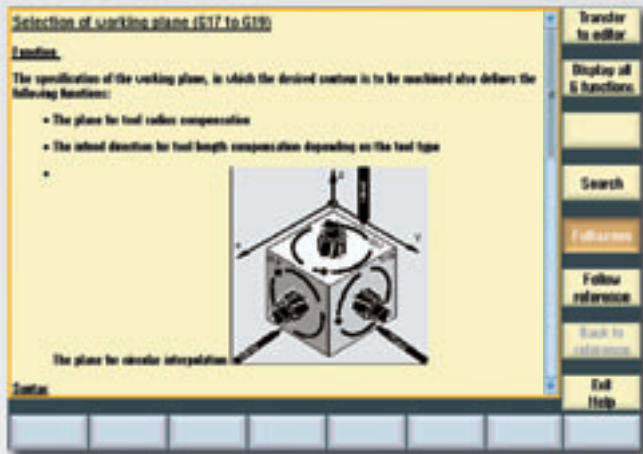 Selection of working plane (G17 to G19)
Function
The specification of the working plane, in which the desired contour is to be machined also defines the
following functions:
• The plane for tool radius compensation
• The infeed direction for tool length compensation depending on the tool type
•
Z
X
Y
The plane for circular interpolation
Syntax
Transfer
to editor
Display all
G functions
Search
Fullscreen
Follow
reference
Back to
reference
Exit
Help